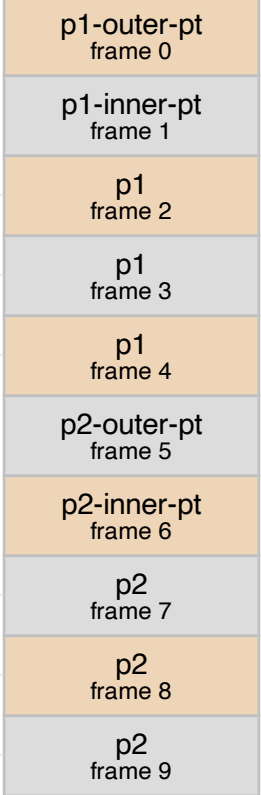 p1-outer-pt
frame 0
p1-inner-pt
frame 1
p1
frame 2
p1
frame 3
p1
frame 4
p2-outer-pt
frame 5
p2-inner-pt
frame 6
p2
frame 7
p2
frame 8
p2
frame 9